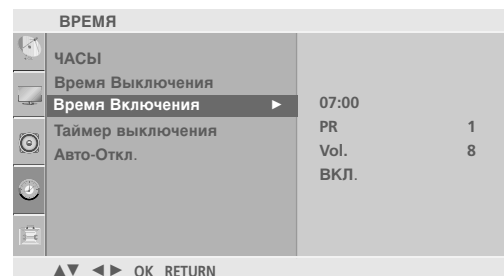 ВРЕМЯ
ЧАСЫ
Время Выключения
Время Включения ►
Таймер выключения
Авто-Откл.
07:00
PR 1
Vol. 8
ВКЛ.
▲▼ ◄► OK RETURN